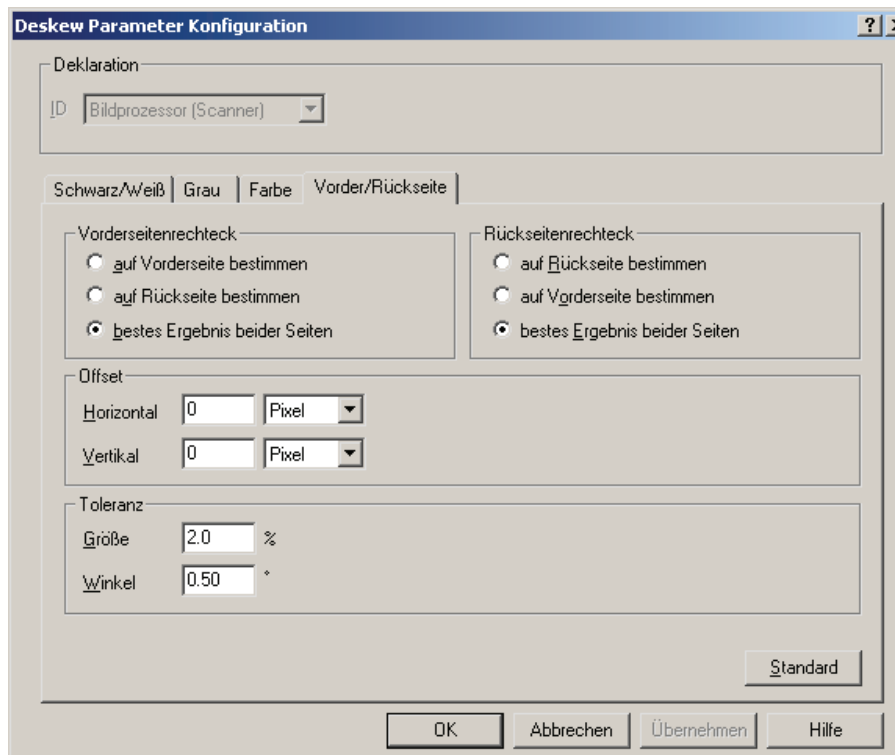 Deskew Parameter Konfiguration
Deklaration
ID Bildprozessor (Scanner)
Schwarz/Weiß Grau Farbe Vorder/Rückseite
Vorderseitenrechteck
auf Vorderseite bestimmen
auf Rückseite bestimmen
bestes Ergebnis beider Seiten
Rückseitenrechteck
auf Rückseite bestimmen
auf Vorderseite bestimmen
bestes Ergebnis beider Seiten
Offset
Horizontal 0 Pixel
Vertikal 0 Pixel
Toleranz
Größe 2.0 %
Winkel 0.50 °
Standard
OK Abbrechen Übernehmen Hilfe